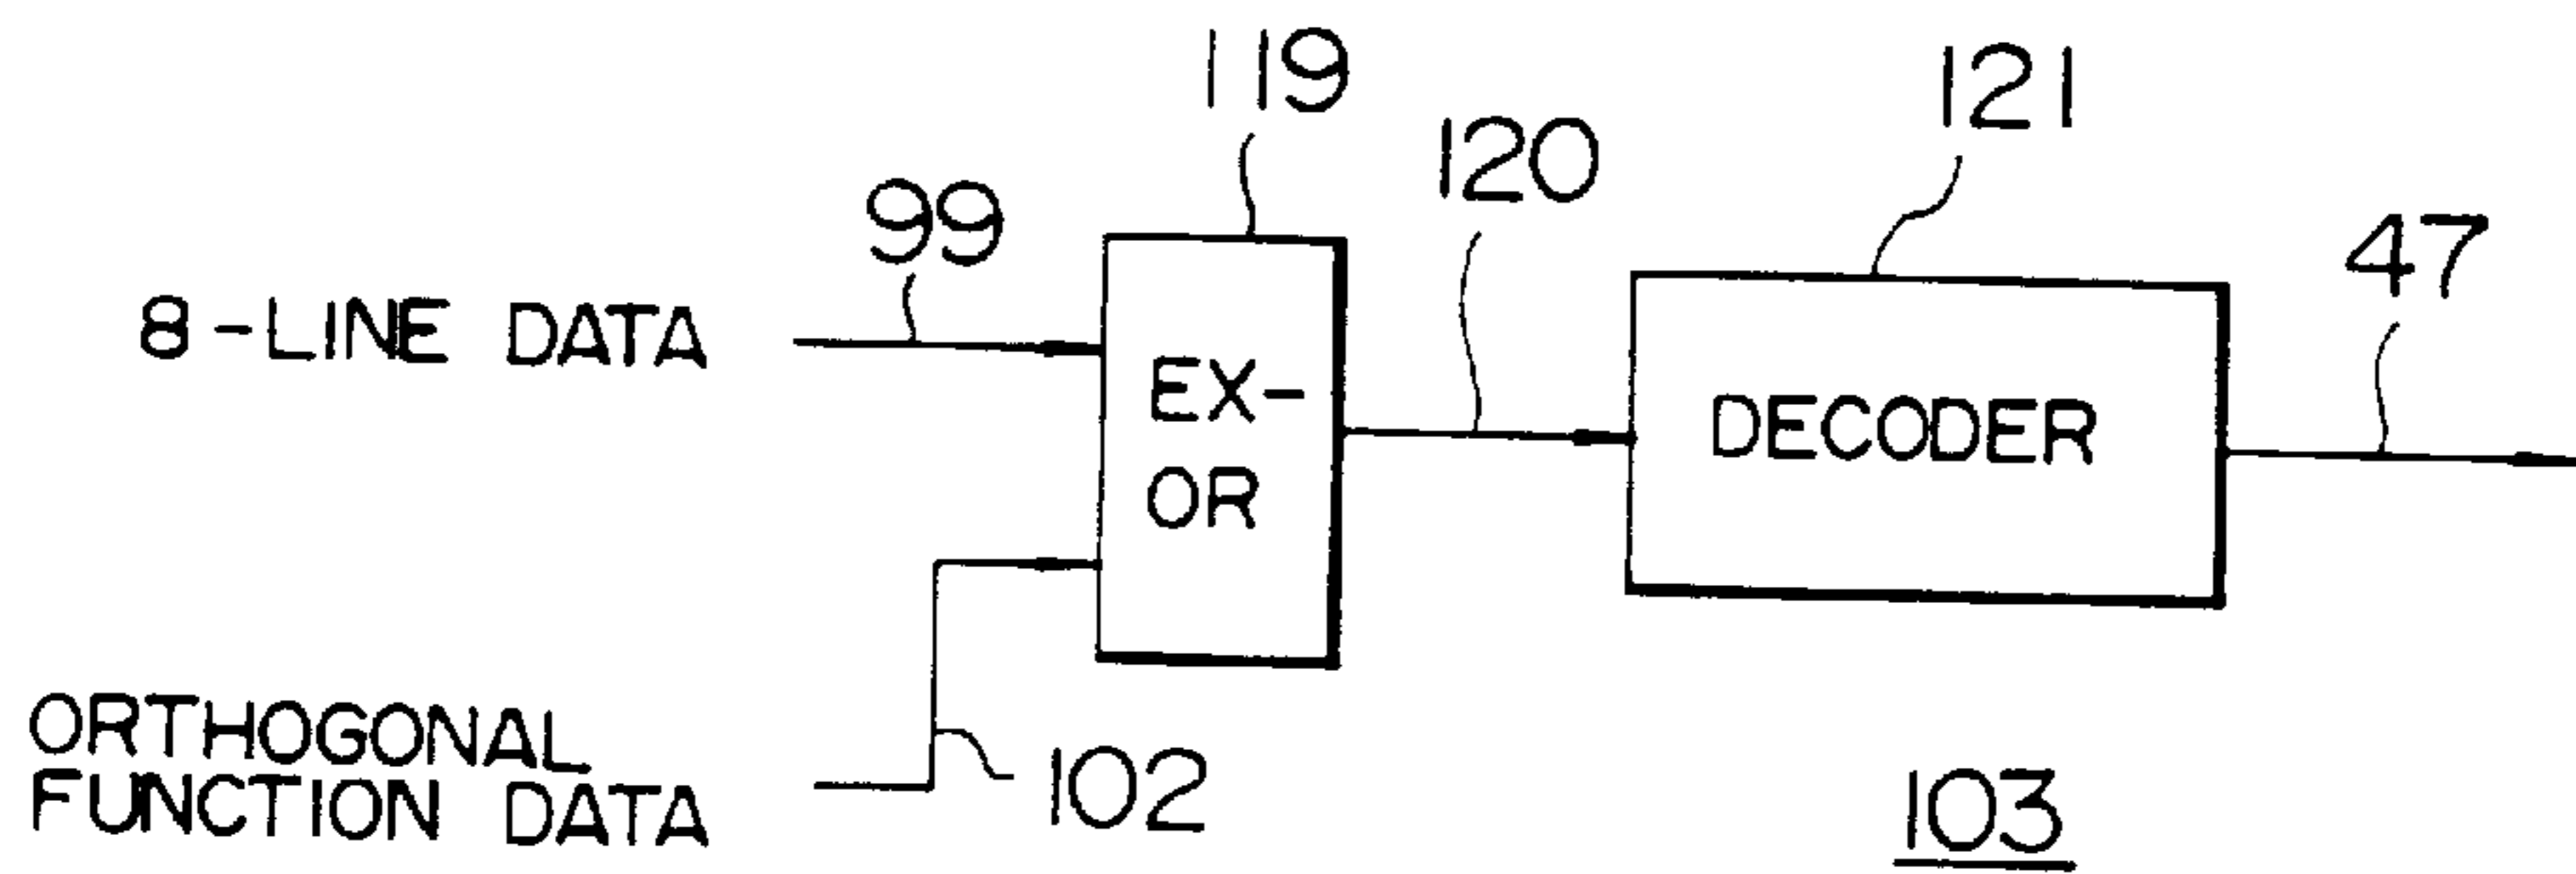 119
121
120
99
47
8-LINE DATA
EX-
OR
DECODER
ORTHOGONAL
FUNCTION DATA
102
103